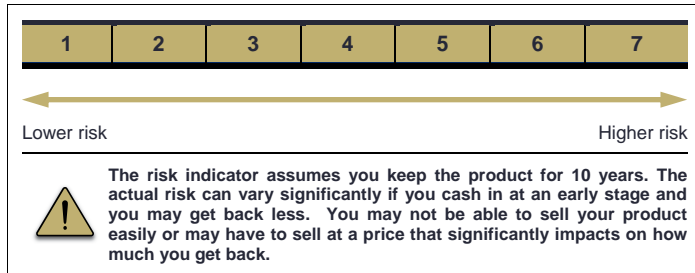 1 2 3 4 5 6 7
Lower risk Higher risk
The risk indicator assumes you keep the product for 10 years. The
actual risk can vary significantly if you cash in at an early stage and
you may get back less. You may not be able to sell your product
easily or may have to sell at a price that significantly impacts on how
much you get back.